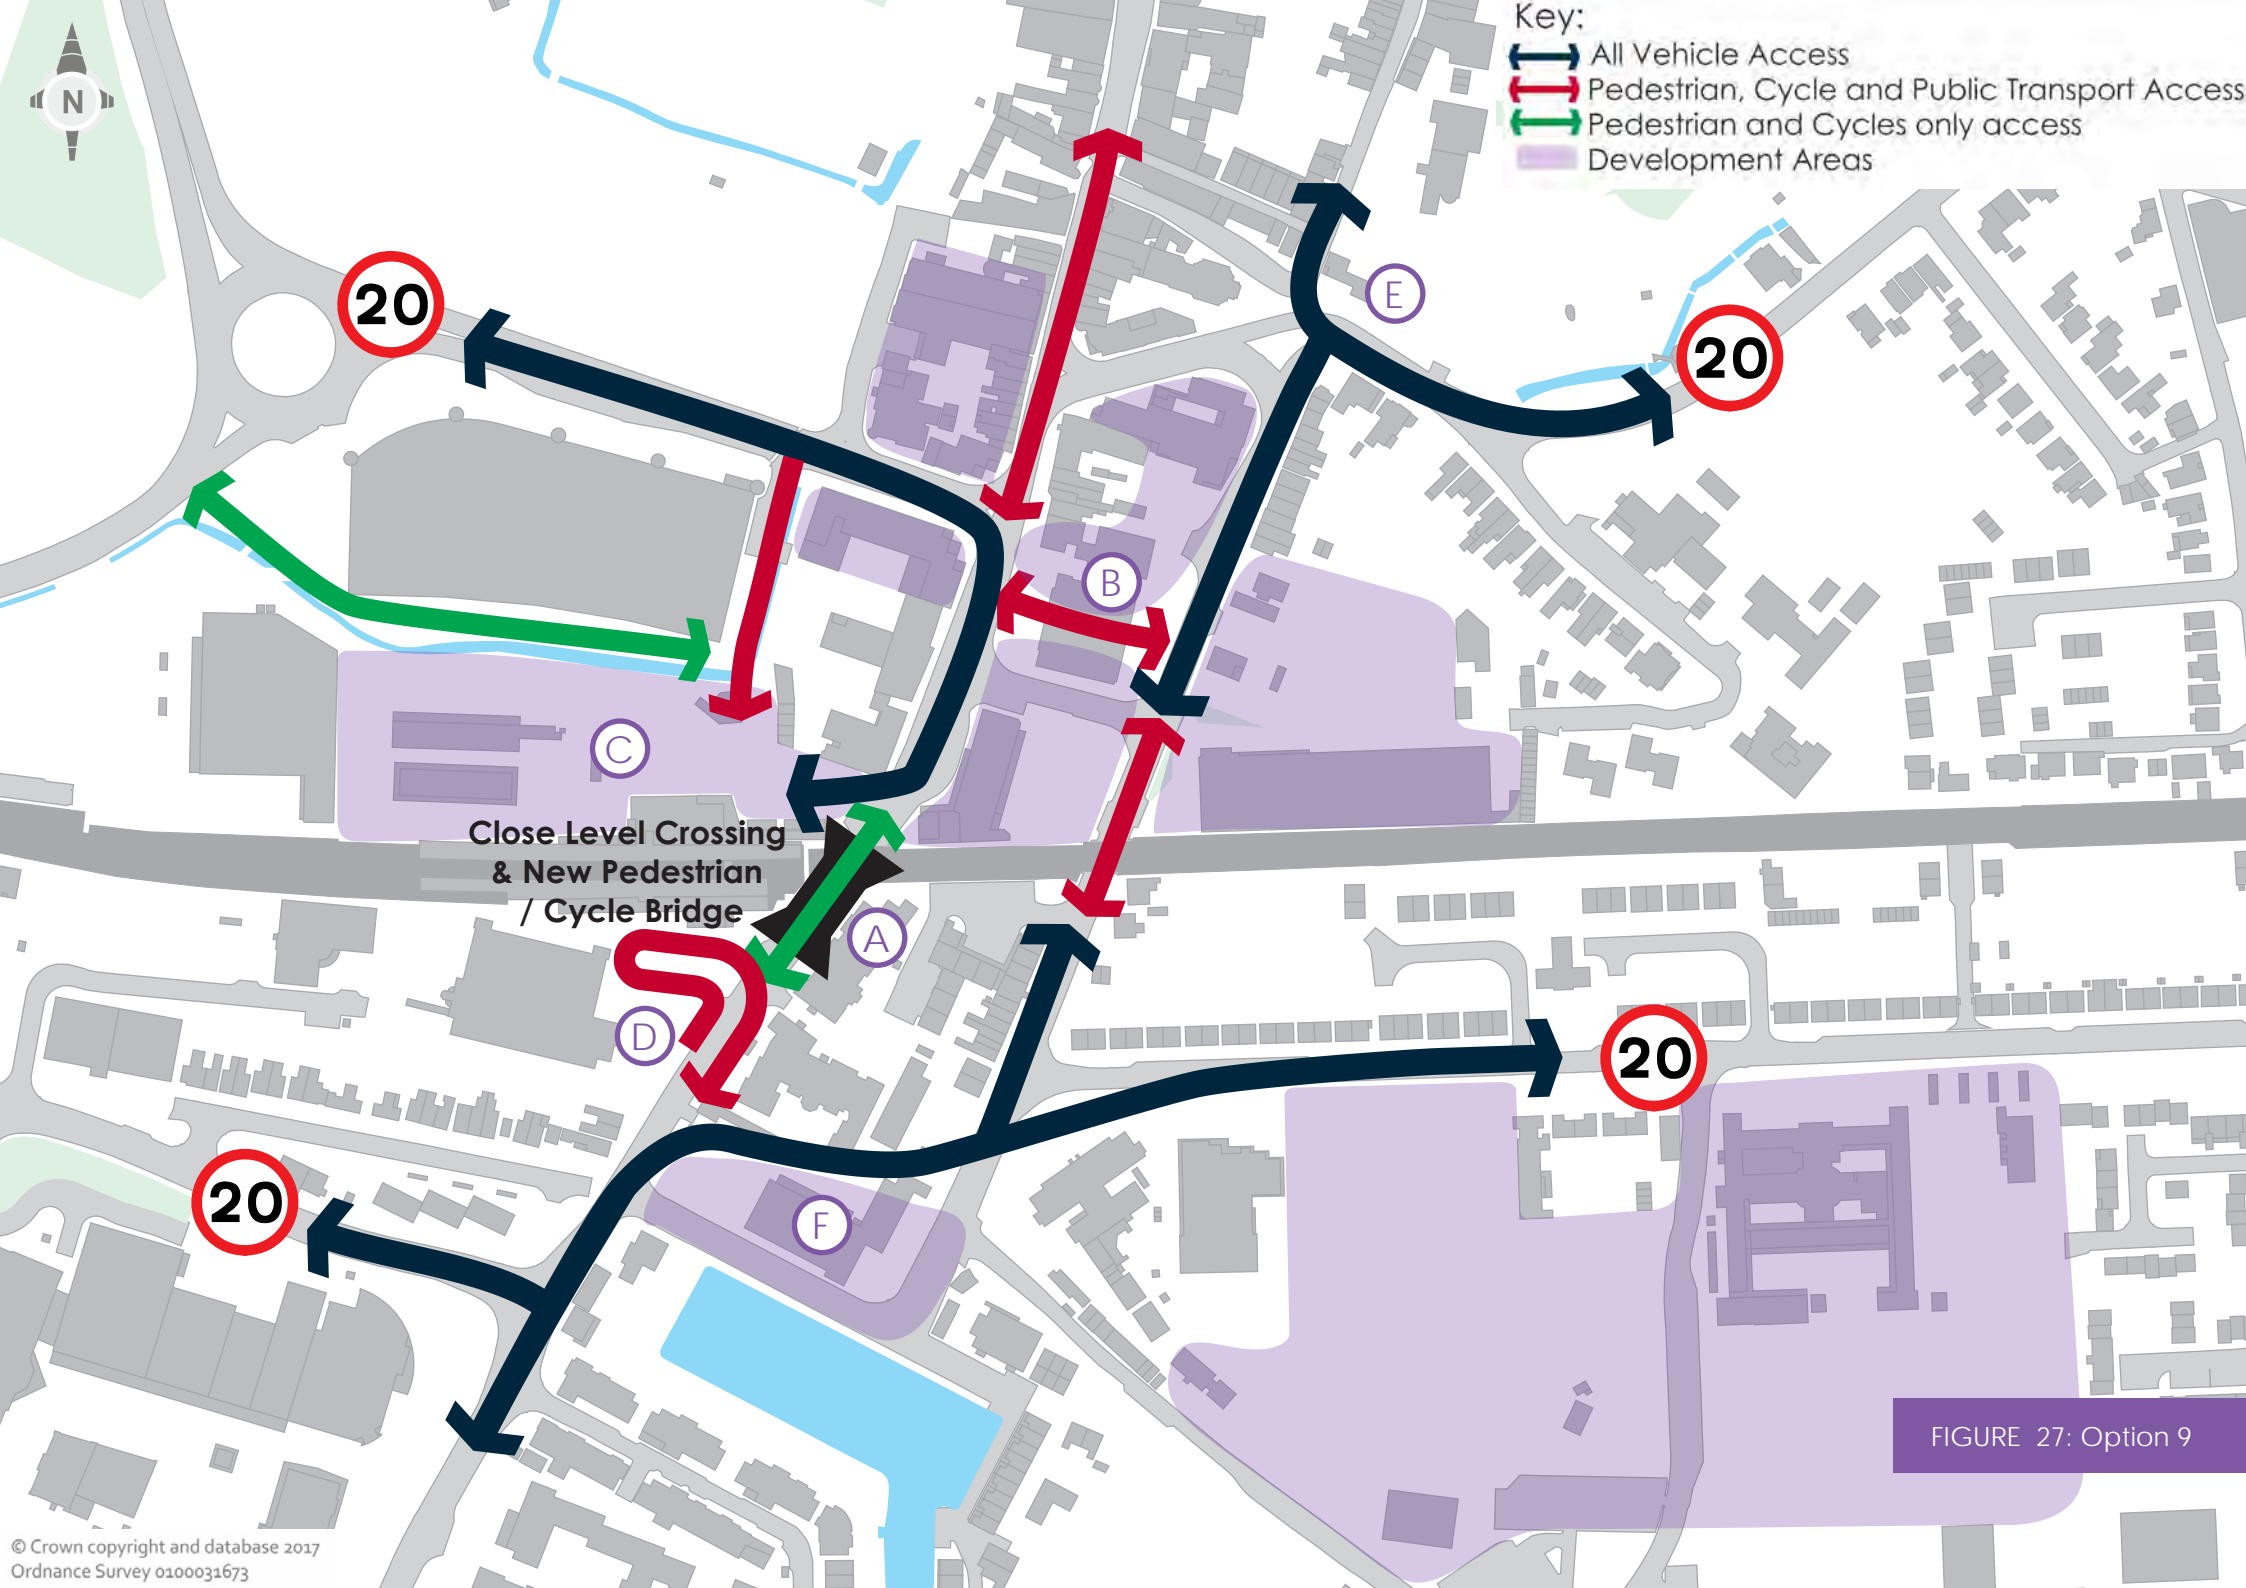 Key:
All Vehicle Access
Pedestrian, Cycle and Public Transport Access
Pedestrian and Cycles only access
Development Areas
N
20
E
20
B
C
Close Level Crossing
& New Pedestrian
/ Cycle Bridge
A
D
20
20
F
FIGURE 27: Option 9
© Crown copyright and database 2017
Ordnance Survey 0100031673